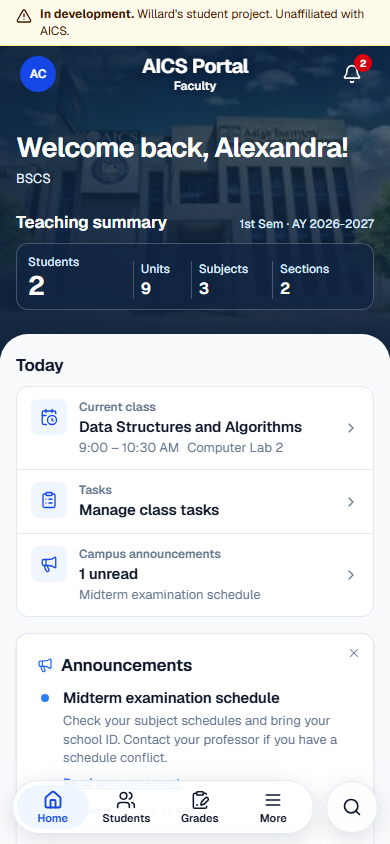 In development. Willard's student project. Unaffiliated with
AICS.
AC
AICS Portal
Faculty
2
Welcome back, Alexandra!
BSCS
Teaching summary
1st Sem · AY 2026-2027
Students
2
Units
9
Subjects
3
Sections
2
Today
Current class
Data Structures and Algorithms
9:00 – 10:30 AM Computer Lab 2
Tasks
Manage class tasks
Campus announcements
1 unread
Midterm examination schedule
Announcements
Midterm examination schedule
Check your subject schedules and bring your
school ID. Contact your professor if you have a
schedule conflict.
Read announcement
Home
Students
Grades
More